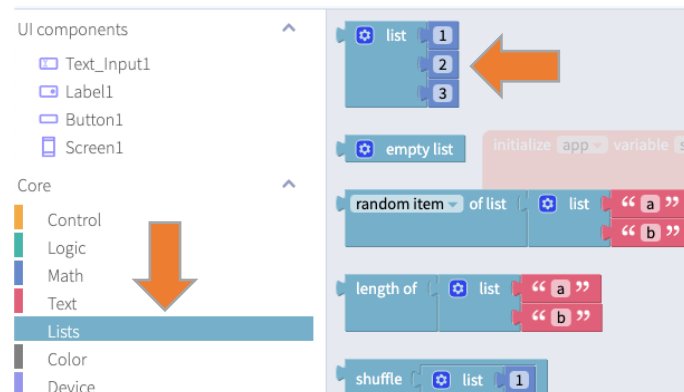 UI components
Text_Input1
Label1
Button1
Screen1
Core
Control
Logic
Math
Text
Lists
Color
Device
list 1
2
3
empty list
initialize app variable s
random item of list list “ a ”
“ b ”
length of list “ a ”
“ b ”
shuffle list 1